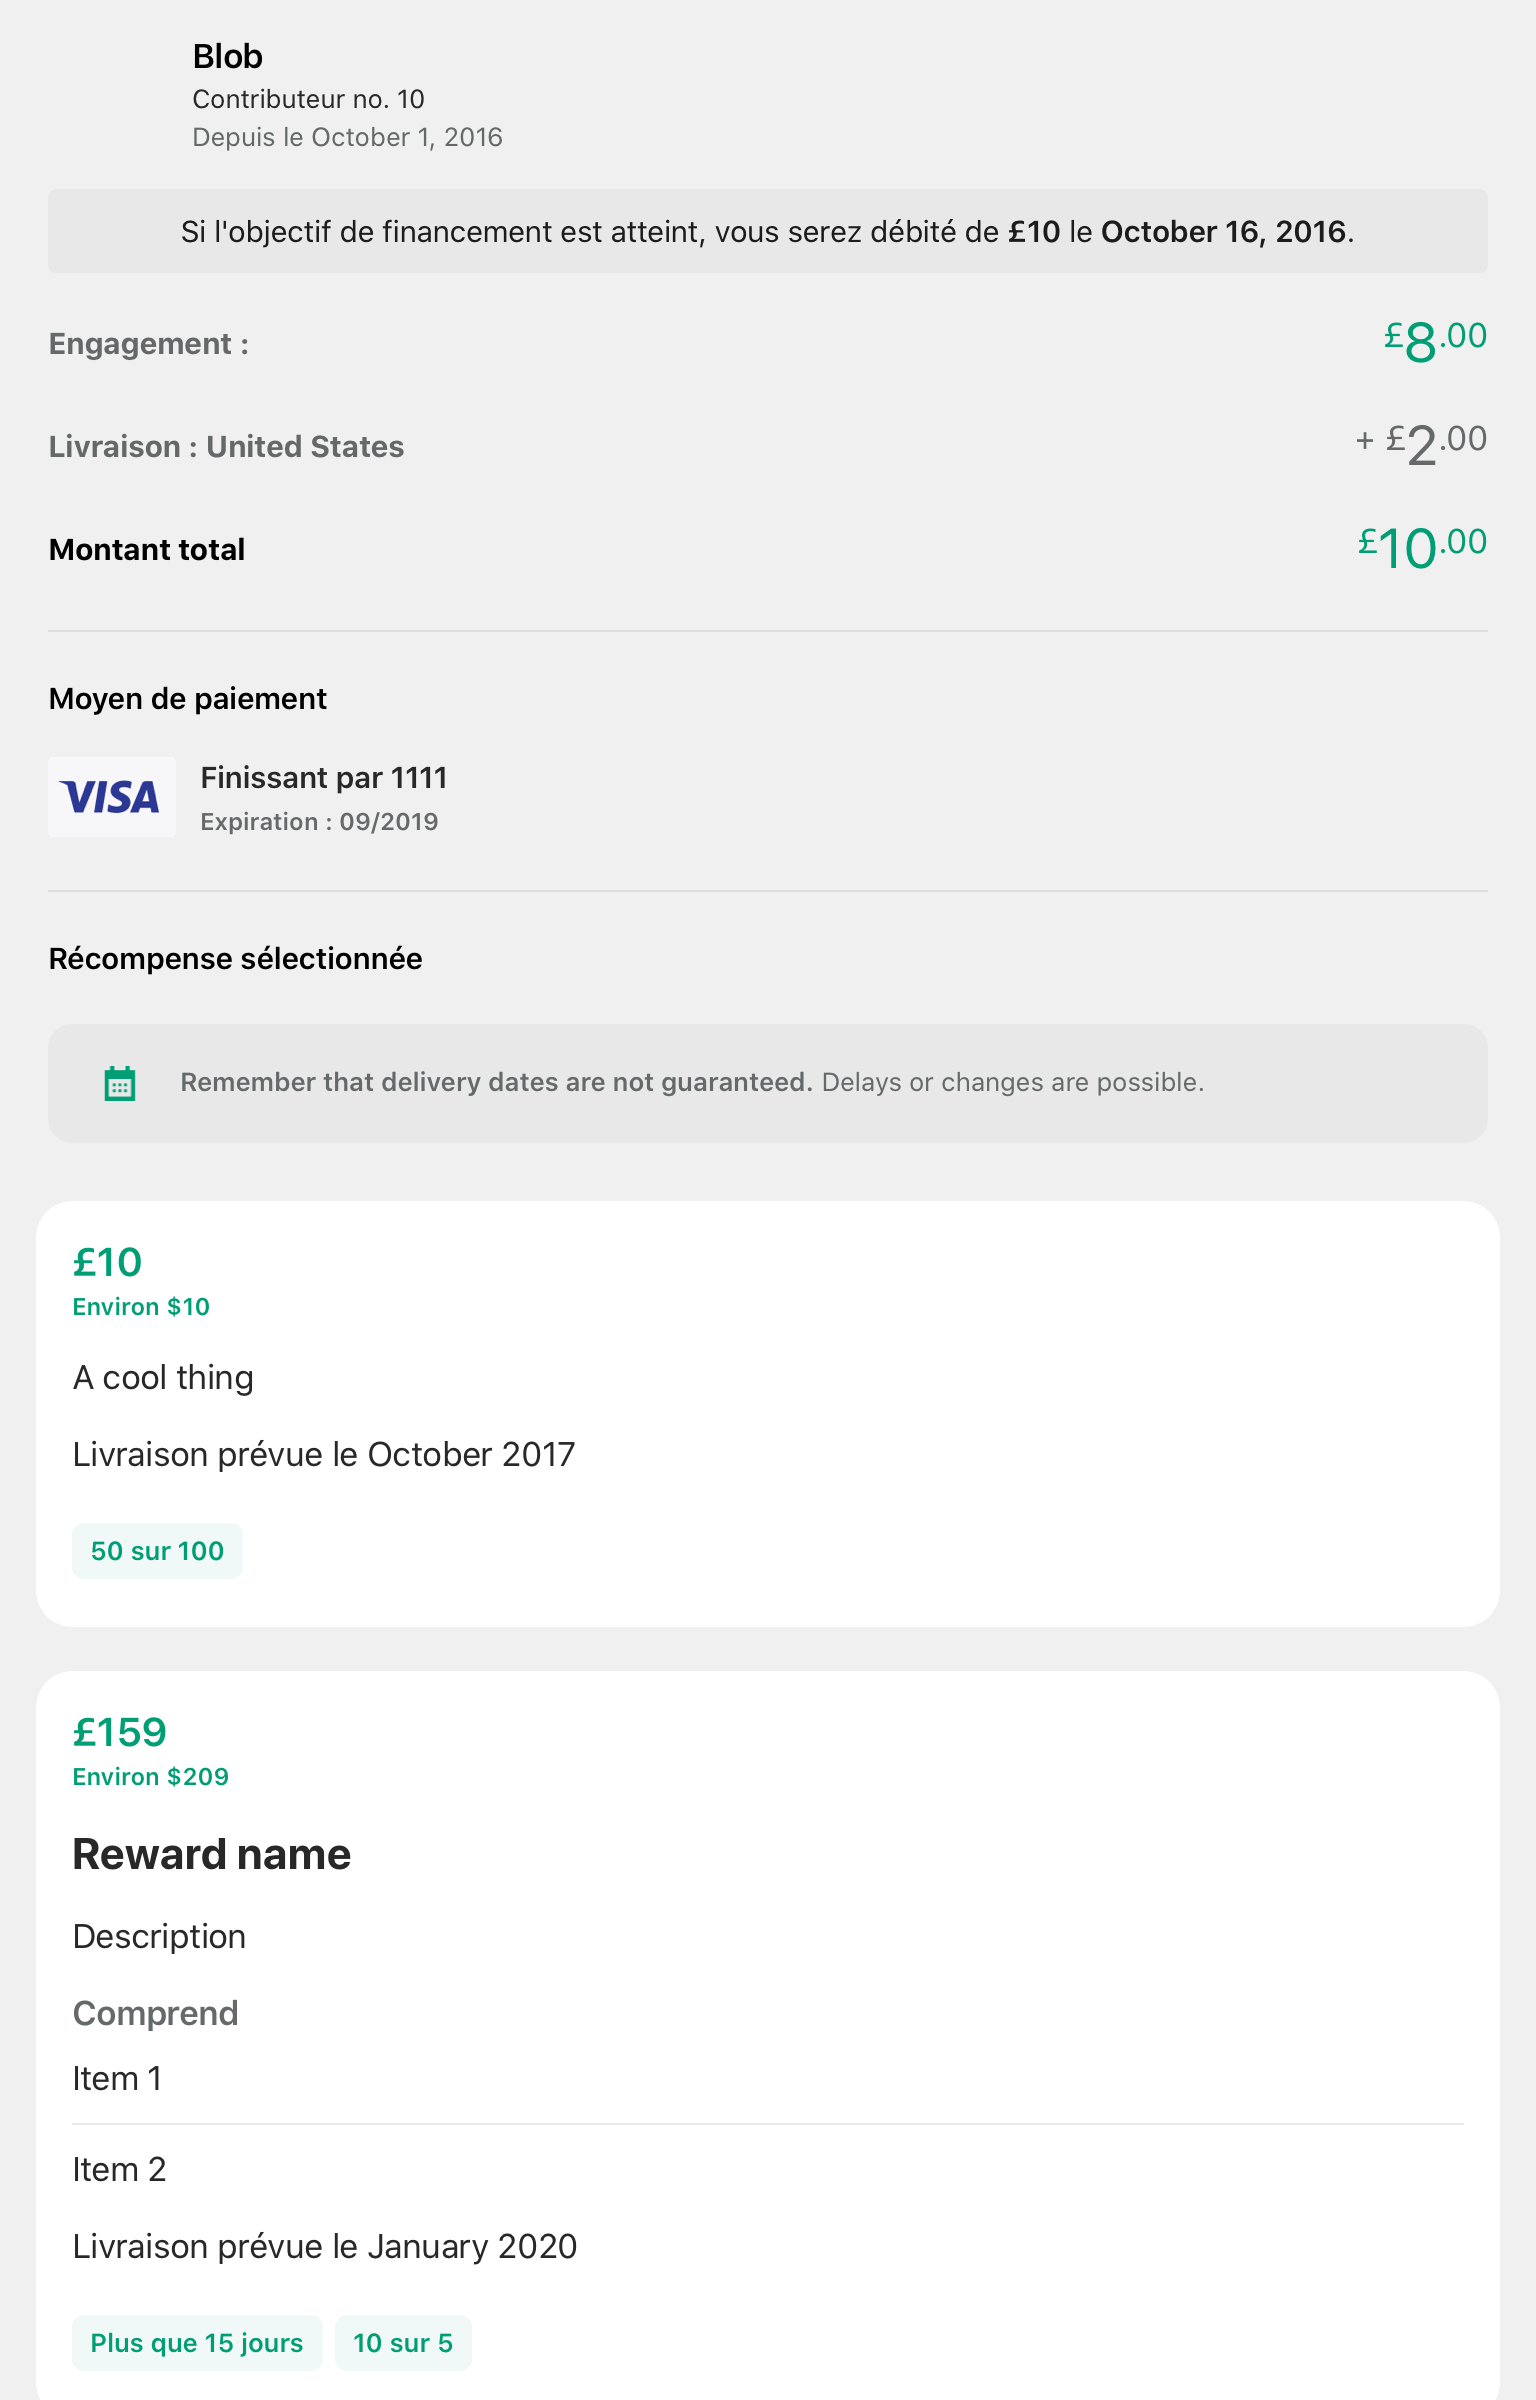 Blob
Contributeur no. 10
Depuis le October 1, 2016
Si l'objectif de financement est atteint, vous serez débité de £10 le October 16, 2016.
Engagement : £8.00
Livraison : United States + £2.00
Montant total £10.00
Moyen de paiement
VISA
Finissant par 1111
Expiration : 09/2019
Récompense sélectionnée
Remember that delivery dates are not guaranteed. Delays or changes are possible.
£10
Environ $10
A cool thing
Livraison prévue le October 2017
50 sur 100
£159
Environ $209
Reward name
Description
Comprend
Item 1
Item 2
Livraison prévue le January 2020
Plus que 15 jours 10 sur 5